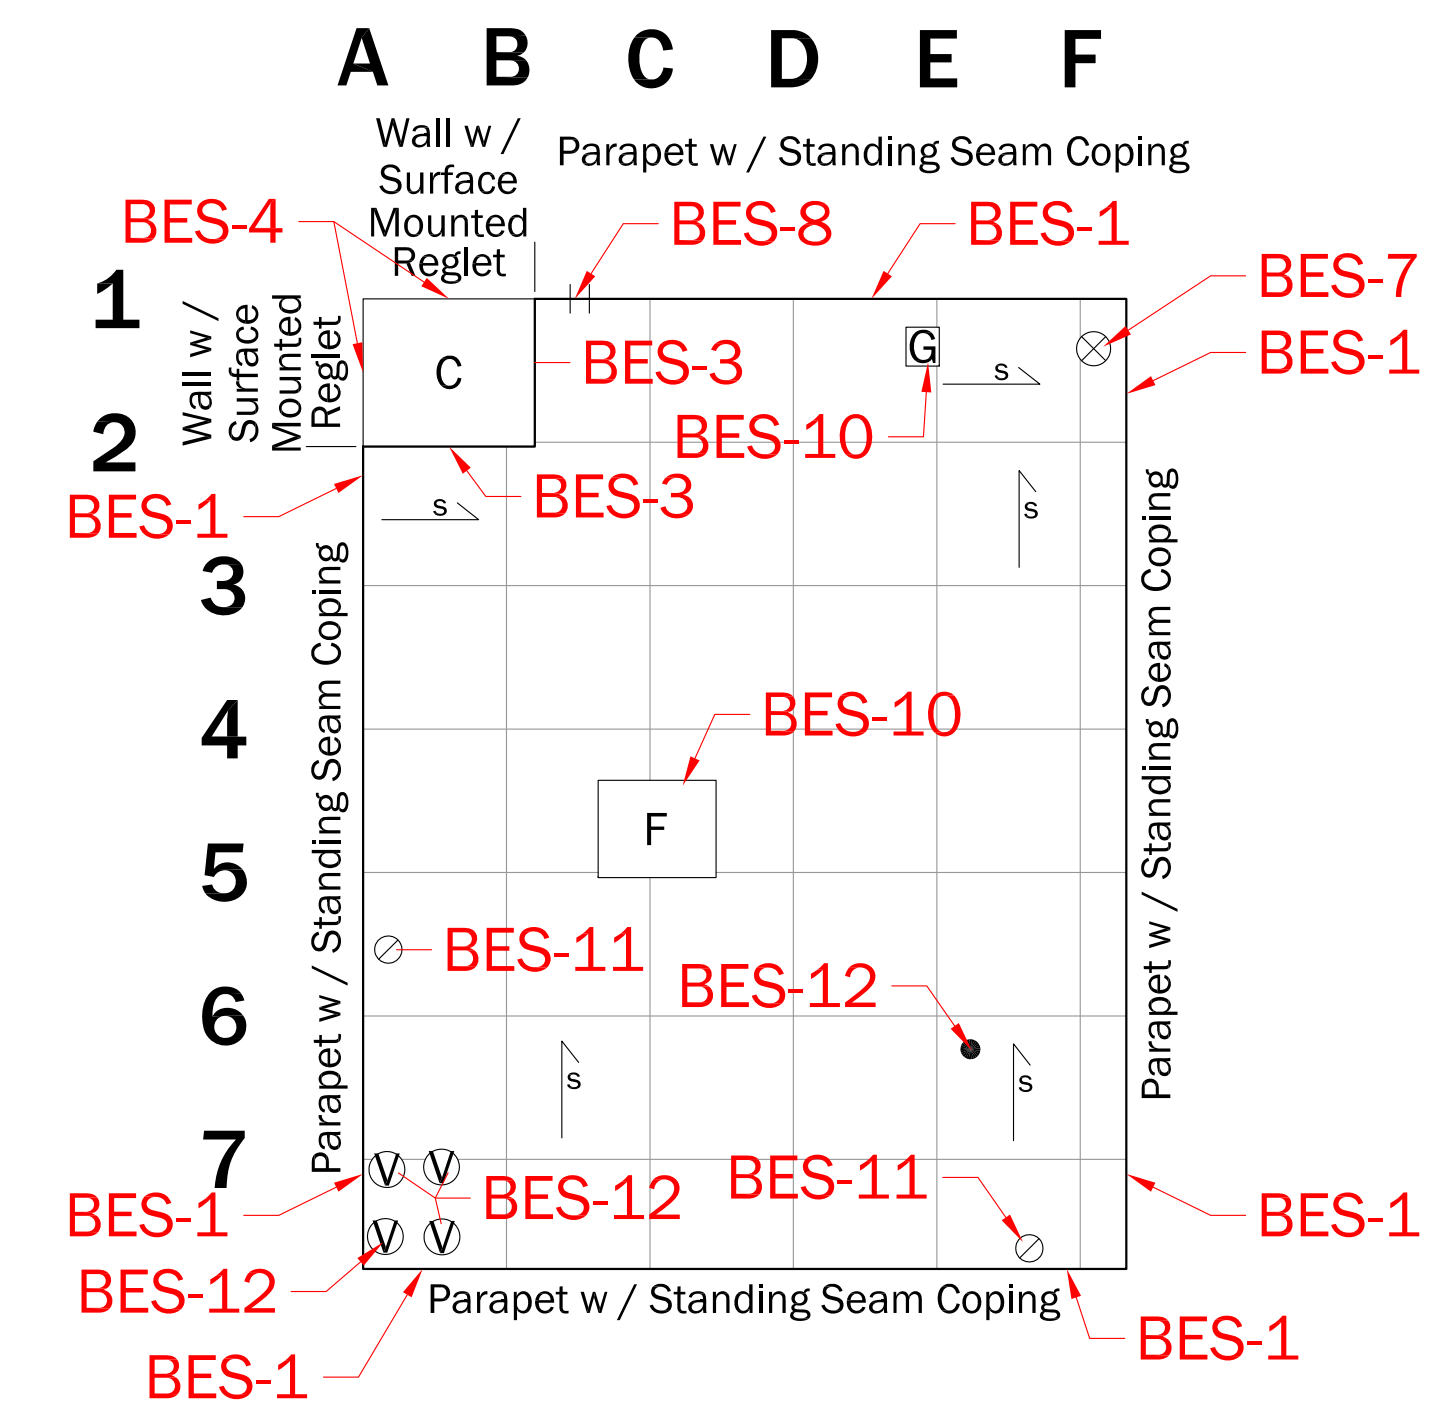 A B C D E F
Wall w /
Surface
Mounted
Reglet
Parapet w / Standing Seam Coping
BES-4
BES-8
BES-1
BES-7
1
Wall w /
Surface
Mounted
Reglet
C
BES-3
G
s
BES-1
2
BES-10
BES-3
BES-1
s
s
3
Parapet w / Standing Seam Coping
Parapet w / Standing Seam Coping
4
BES-10
F
5
BES-11
BES-12
6
s
s
7
V
V
BES-11
BES-12
BES-1
BES-1
V
V
BES-12
Parapet w / Standing Seam Coping
BES-1
BES-1